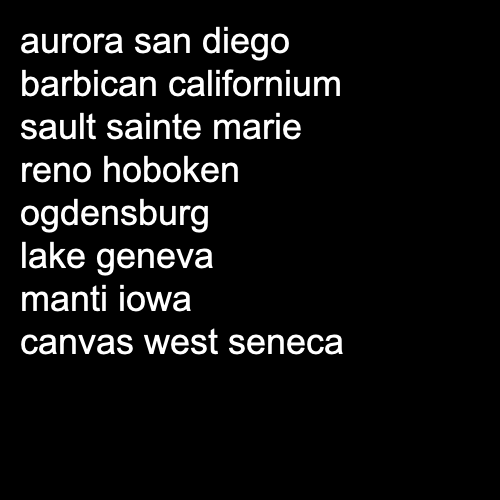 aurora san diego
barbican californium
sault sainte marie
reno hoboken
ogdensburg
lake geneva
manti iowa
canvas west seneca